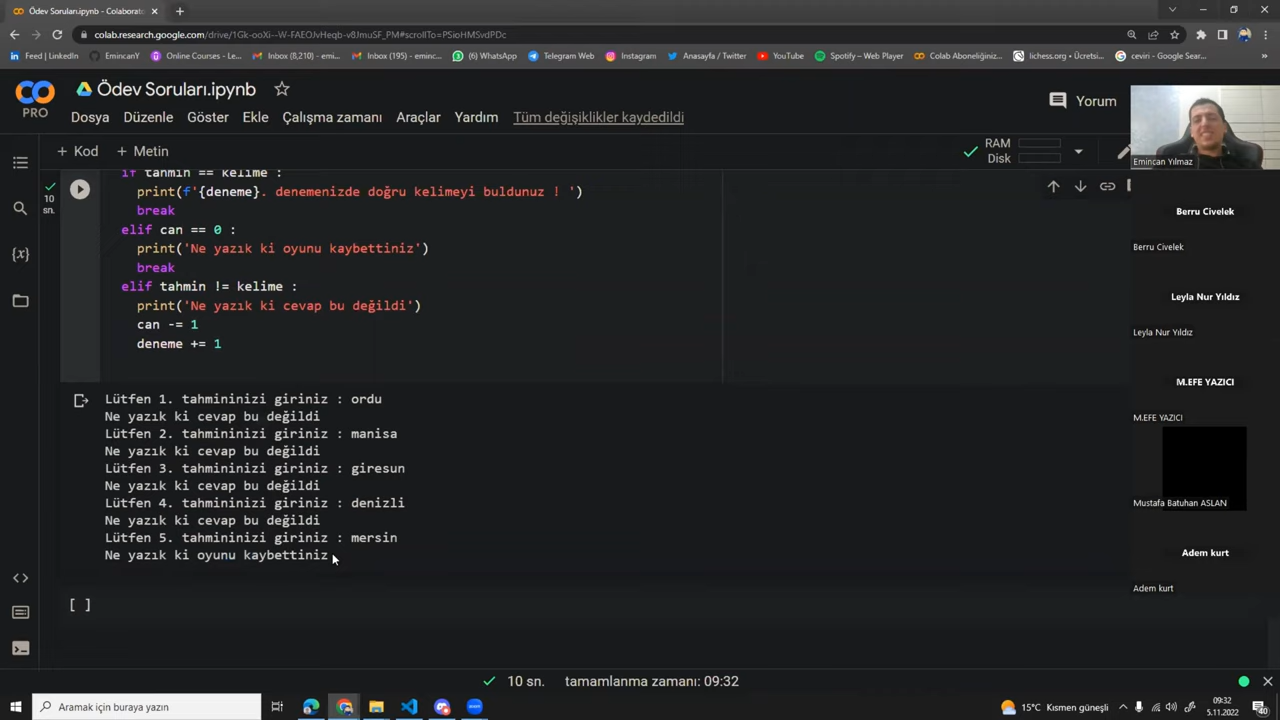 Ödev Soruları.ipynb - Colaborato
colab.research.google.com/drive/1Gk-ooXi--W-FAEOJvHeqb-v8JmuSF_PM#scrollTo=PSioHMSvdPDc
Feed | LinkedIn
EmincanY
Online Courses - Le...
Inbox (8,210) - emi...
Inbox (195) - eminc...
(1) WhatsApp
Telegram Web
Instagram
Anasayfa / Twitter
YouTube
Spotify – Web Player
Colab Aboneliğiniz...
lichess.org • Ücretsi...
ceviri - Google Sear...
PRO
Ödev Soruları.ipynb
Yorum
Dosya Düzenle Göster Ekle Çalışma zamanı Araçlar Yardım Tüm değişiklikler kaydedildi
+ Kod + Metin
RAM
Disk
10
sn.
if tahmin == kelime :
print(f'{deneme}. denemenizde doğru kelimeyi buldunuz ! ')
break
elif can == 0 :
print('Ne yazık ki oyunu kaybettiniz')
break
elif tahmin != kelime :
print('Ne yazık ki cevap bu değildi')
can -= 1
deneme += 1
Lütfen 1. tahmininizi giriniz : ordu
Ne yazık ki cevap bu değildi
Lütfen 2. tahmininizi giriniz : manisa
Ne yazık ki cevap bu değildi
Lütfen 3. tahmininizi giriniz : giresun
Ne yazık ki cevap bu değildi
Lütfen 4. tahmininizi giriniz : denizli
Ne yazık ki cevap bu değildi
Lütfen 5. tahmininizi giriniz : mersin
Ne yazık ki oyunu kaybettiniz
[ ]
10 sn. tamamlanma zamanı: 09:32
Emincan Yılmaz
Berru Civelek
Berru Civelek
Leyla Nur Yıldız
Leyla Nur Yıldız
M.EFE YAZICI
M.EFE YAZICI
Mustafa Batuhan ASLAN
Adem kurt
Adem kurt
Aramak için buraya yazın
15°C Kısmen güneşli
09:32
5.11.2022
40